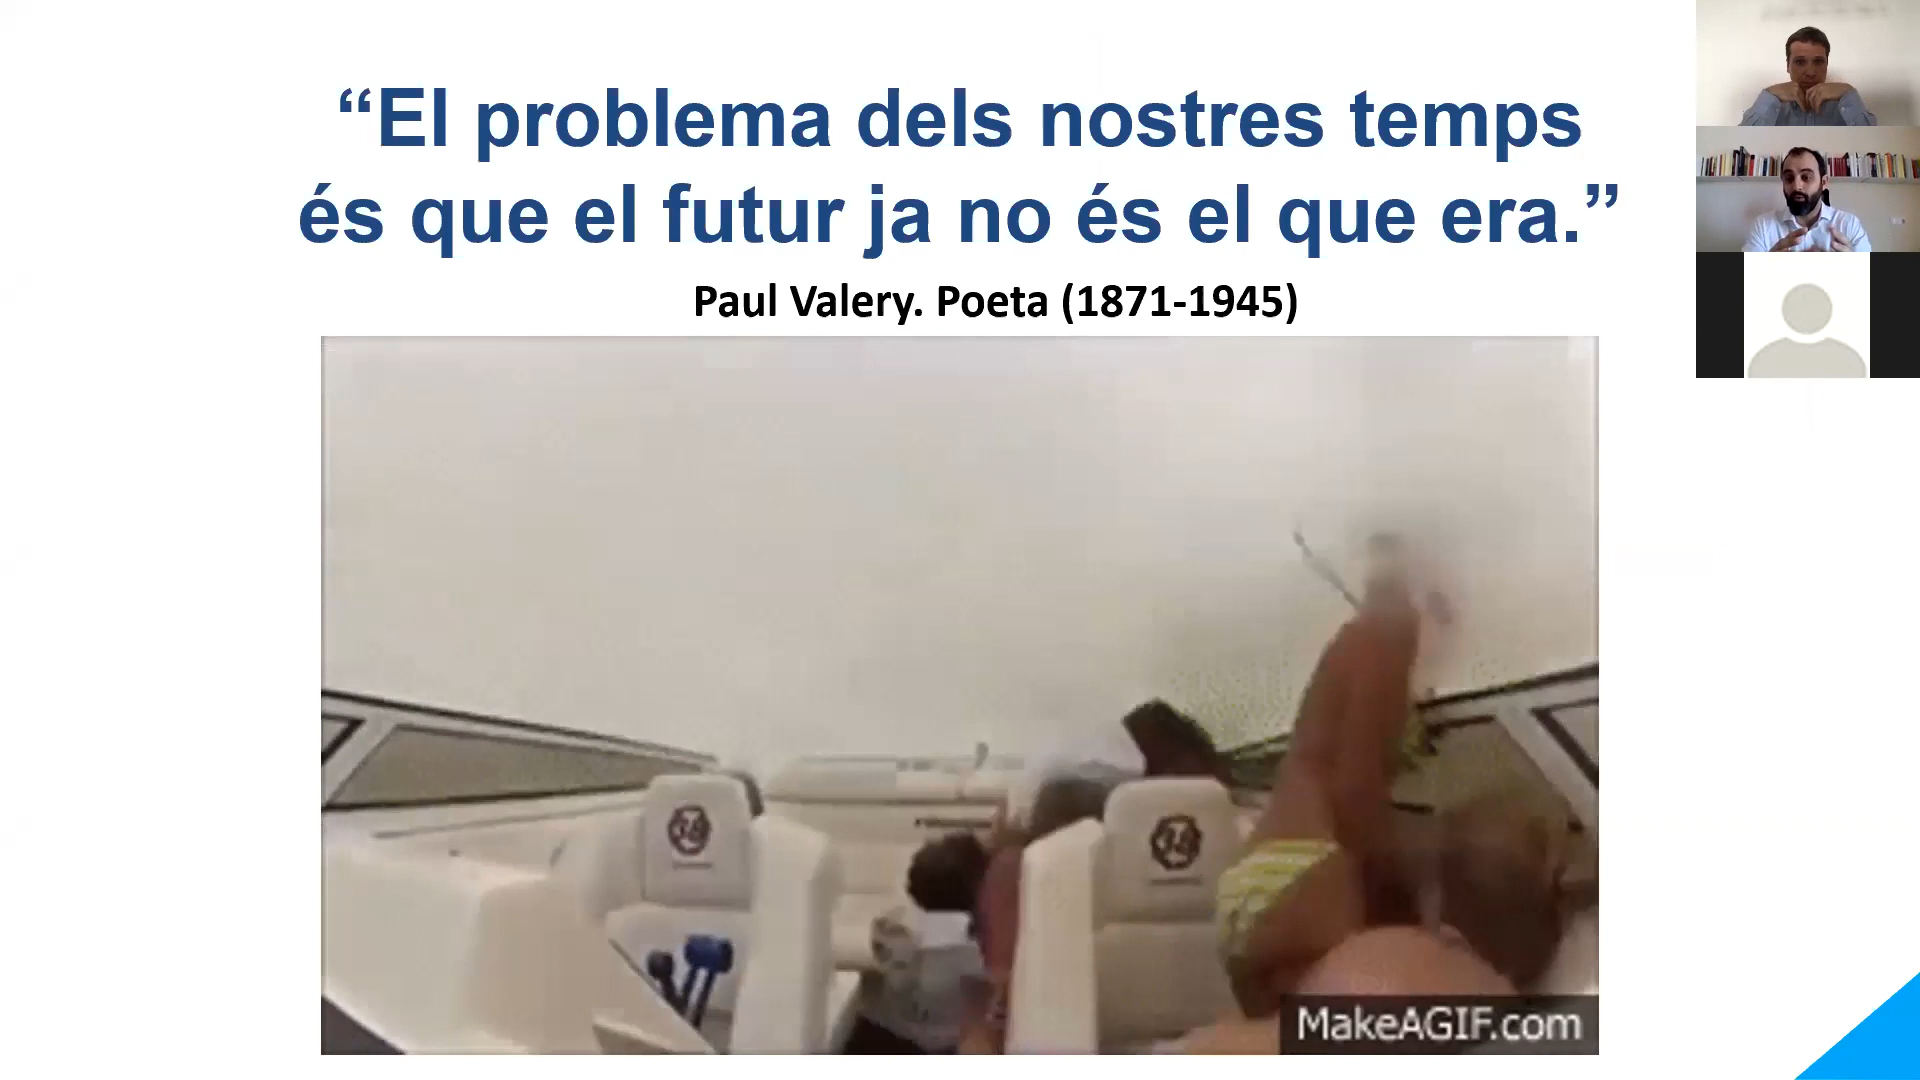 “El problema dels nostres temps
és que el futur ja no és el que era.”
Paul Valery. Poeta (1871-1945)
MakeAGIF.com